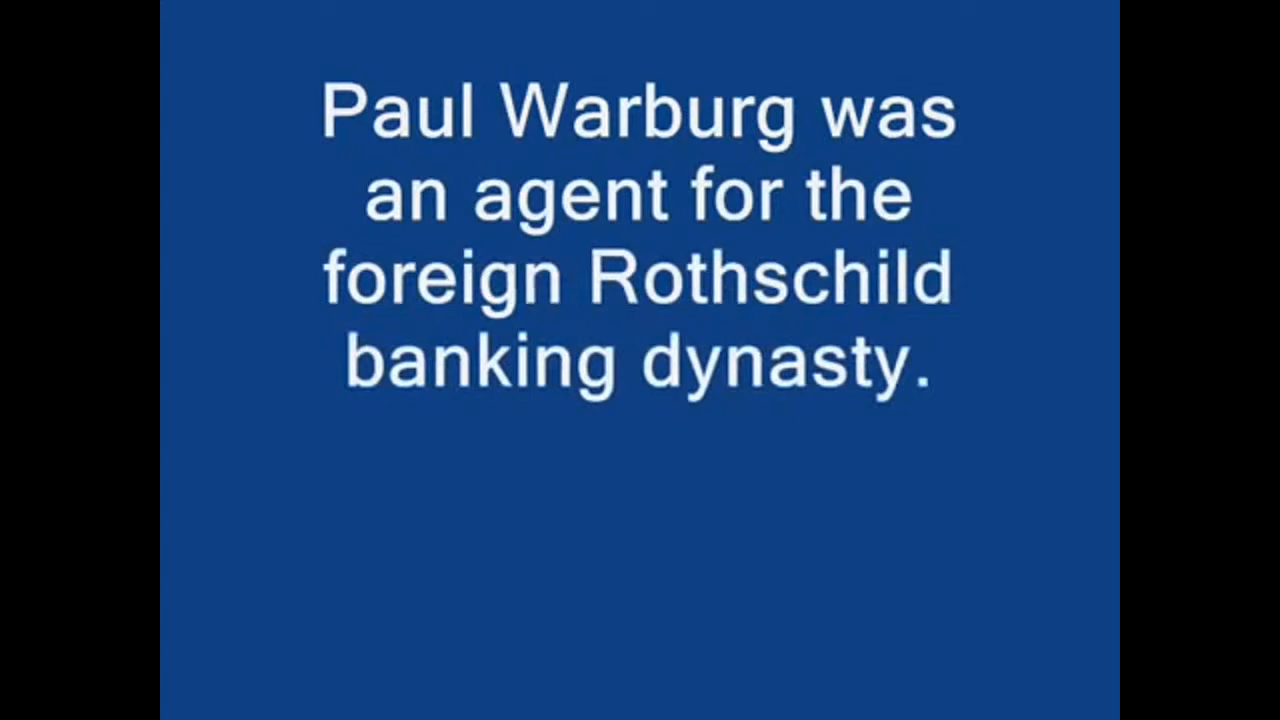 Paul Warburg was
an agent for the
foreign Rothschild
banking dynasty.